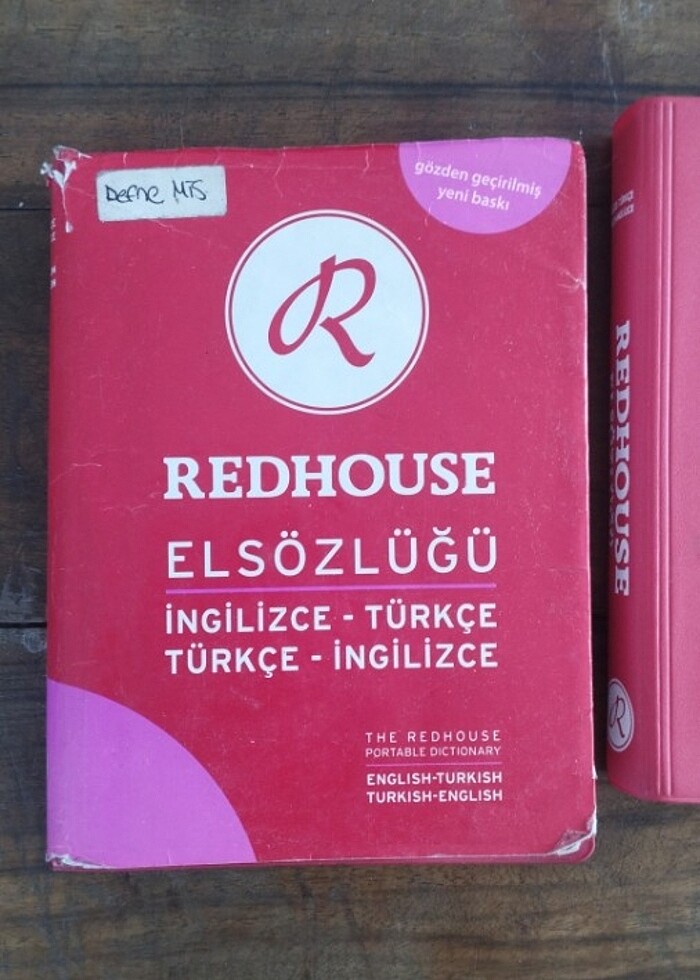 Defne MTS
gözden geçirilmiş
yeni baskı
R
REDHOUSE
ELSÖZLÜĞÜ
İNGİLİZCE - TÜRKÇE
TÜRKÇE - İNGİLİZCE
THE REDHOUSE
PORTABLE DICTIONARY
ENGLISH-TURKISH
TURKISH-ENGLISH
REDHOUSE
R